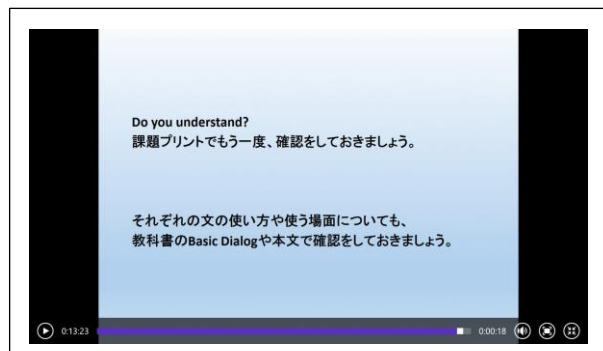 Do you understand?
課題プリントでもう一度、確認をしておきましょう。
それぞれの文の使い方や使う場面についても、
教科書のBasic Dialogや本文で確認をしておきましょう。
0:13:23 0:00:18